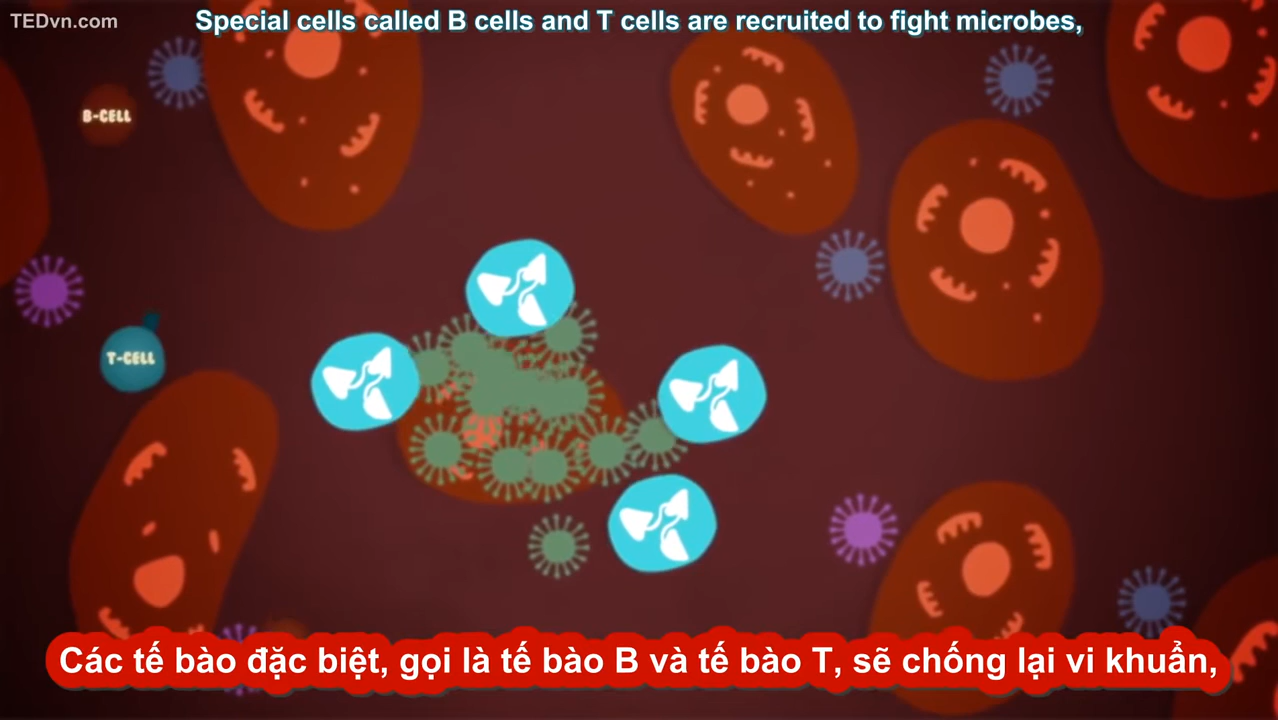 TEDvn.com
Special cells called B cells and T cells are recruited to fight microbes,
B-CELL
T-CELL
Các tế bào đặc biệt, gọi là tế bào B và tế bào T, sẽ chống lại vi khuẩn,